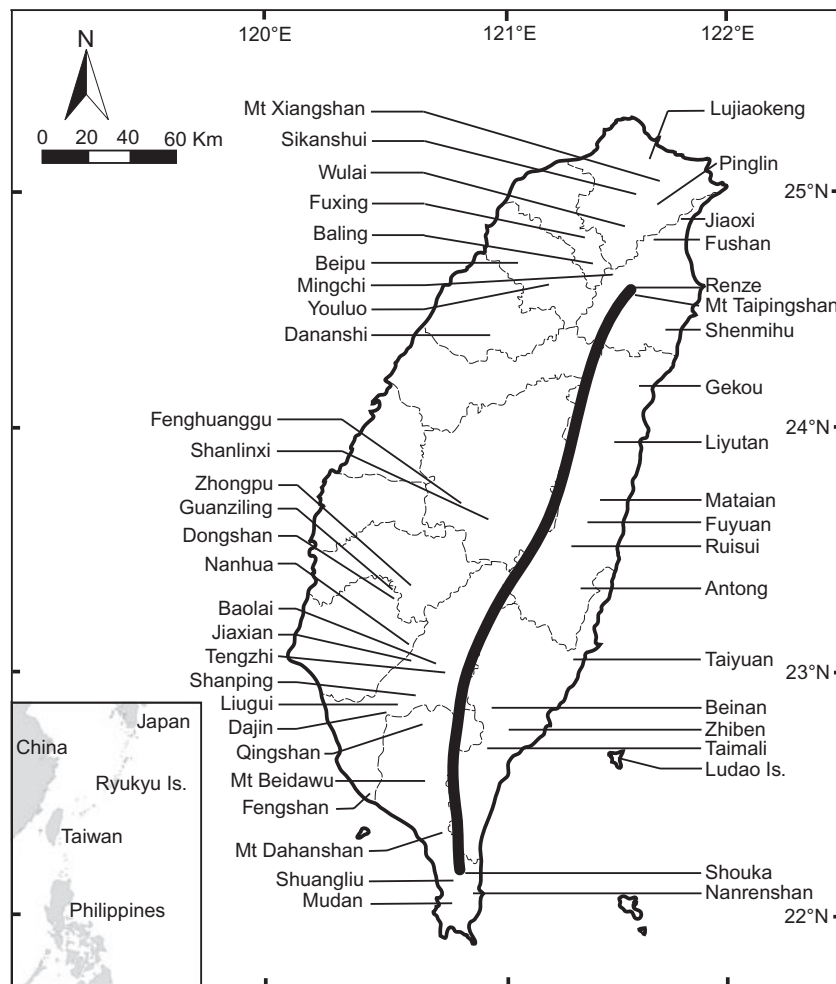 120°E
121°E
122°E
N
0 20 40 60 Km
Mt Xiangshan
Sikanshui
Wulai
Fuxing
Baling
Beipu
Mingchi
Youluo
Dananshi
Fenghuanggu
Shanlinxi
Zhongpu
Guanziling
Dongshan
Nanhua
Baolai
Jiaxian
Tengzhi
Shanping
Liugui
Dajin
Qingshan
Mt Beidawu
Fengshan
Mt Dahanshan
Shuangliu
Mudan
Lujiaokeng
Pinglin
Jiaoxi
Fushan
Renze
Mt Taipingshan
Shenmihu
Gekou
Liyutan
Mataian
Fuyuan
Ruisui
Antong
Taiyuan
Beinan
Zhiben
Taimali
Ludao Is.
Shouka
Nanrenshan
25°N
24°N
23°N
22°N
Japan
China
Ryukyu Is.
Taiwan
Philippines
120°E
121°E
122°E